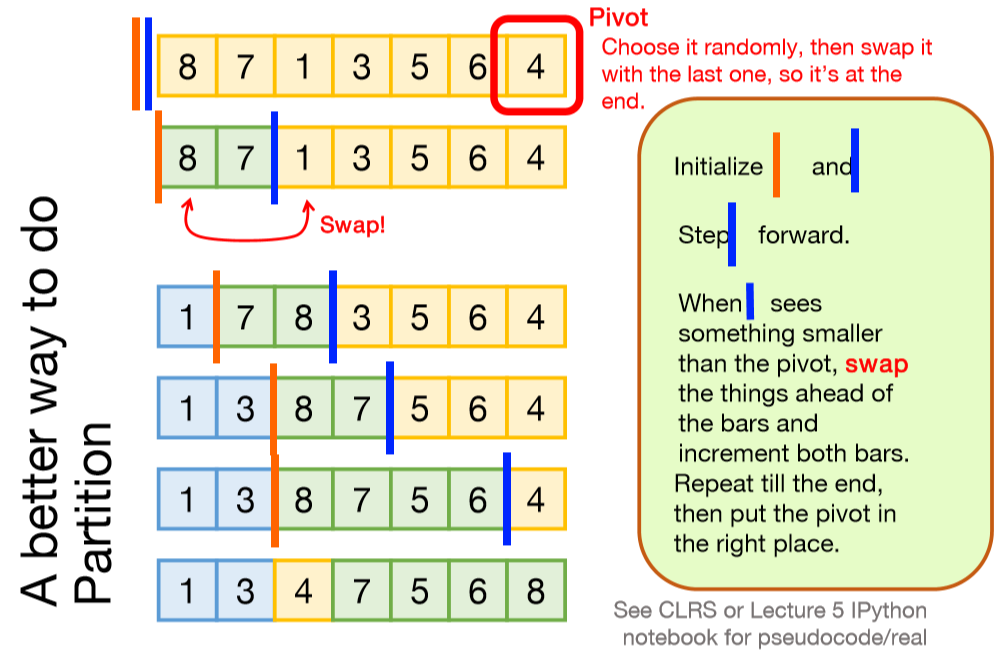 A better way to do
Partition
8 7 1 3 5 6 4
Pivot
Choose it randomly, then swap it
with the last one, so it's at the
end.
8 7 1 3 5 6 4
Swap!
1 7 8 3 5 6 4
1 3 8 7 5 6 4
1 3 8 7 5 6 4
1 3 4 7 5 6 8
Initialize and
Step forward.
When sees
something smaller
than the pivot, swap
the things ahead of
the bars and
increment both bars.
Repeat till the end,
then put the pivot in
the right place.
See CLRS or Lecture 5 IPython
notebook for pseudocode/real